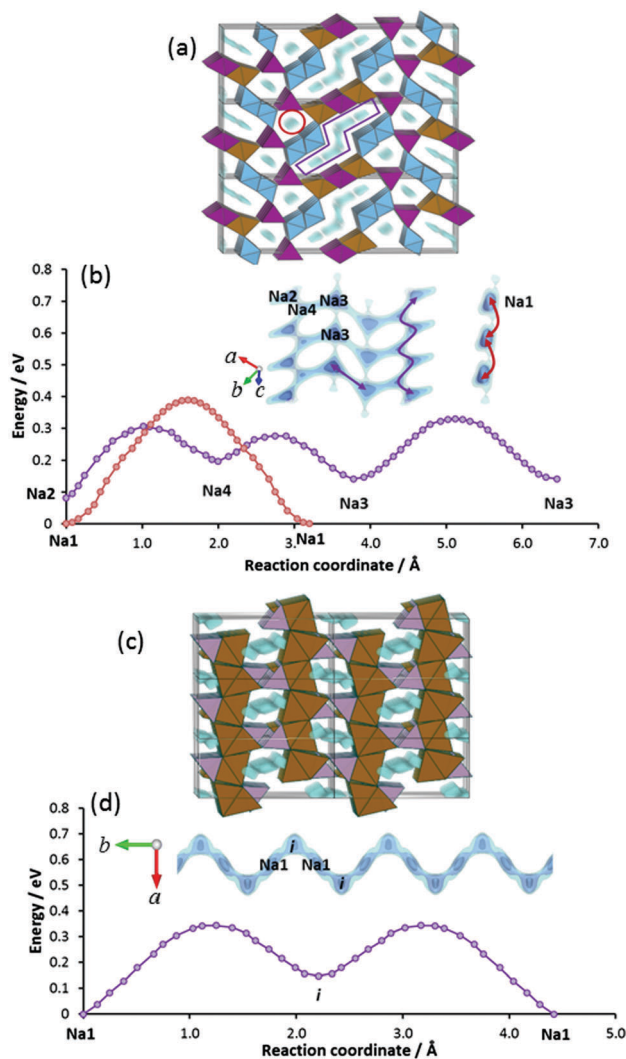 (a)
(b)
0.8
0.7
0.6
0.5
0.4
0.3
0.2
0.1
0
Energy / eV
Na2 Na3
Na4
Na3
Na1
a
b c
Na2
Na4
Na3
Na3
Na1
Na1
1.0 2.0 3.0 4.0 5.0 6.0 7.0
Reaction coordinate / Å
(c)
(d)
0.8
0.7
0.6
0.5
0.4
0.3
0.2
0.1
0
Energy / eV
b
a
i
Na1 Na1
i
i
Na1
Na1
1.0 2.0 3.0 4.0 5.0
Reaction coordinate / Å